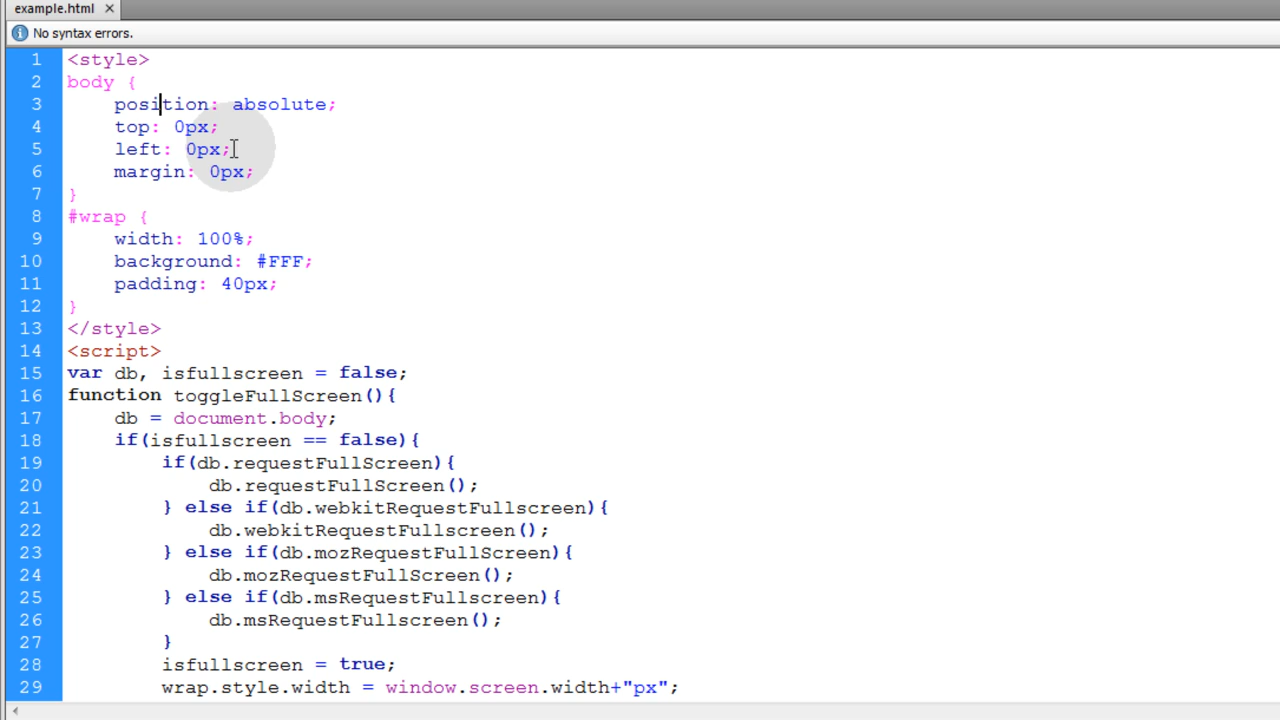 example.html ×
No syntax errors.
1 <style>
2 body {
3     position: absolute;
4     top: 0px;
5     left: 0px;
6     margin: 0px;
7 }
8 #wrap {
9     width: 100%;
10     background: #FFF;
11     padding: 40px;
12 }
13 </style>
14 <script>
15 var db, isfullscreen = false;
16 function toggleFullScreen(){
17     db = document.body;
18     if(isfullscreen == false){
19         if(db.requestFullScreen){
20             db.requestFullScreen();
21         } else if(db.webkitRequestFullscreen){
22             db.webkitRequestFullscreen();
23         } else if(db.mozRequestFullScreen){
24             db.mozRequestFullScreen();
25         } else if(db.msRequestFullscreen){
26             db.msRequestFullscreen();
27         }
28         isfullscreen = true;
29         wrap.style.width = window.screen.width+"px";